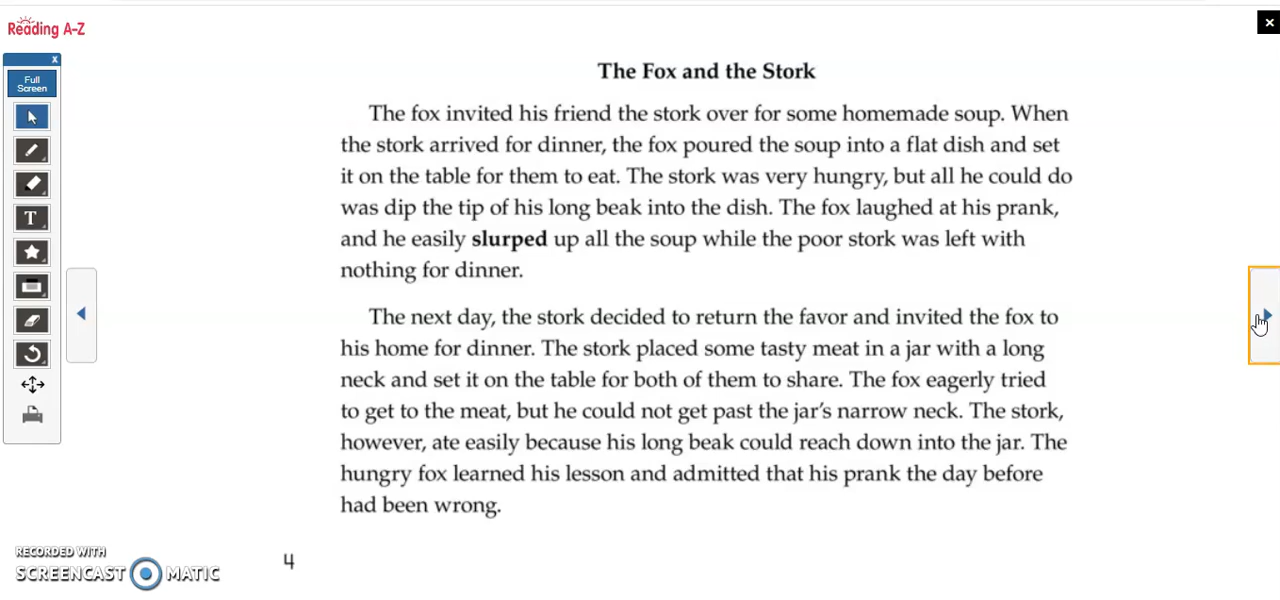 Reading A-Z
x
X
Full
Screen
T
The Fox and the Stork
The fox invited his friend the stork over for some homemade soup. When
the stork arrived for dinner, the fox poured the soup into a flat dish and set
it on the table for them to eat. The stork was very hungry, but all he could do
was dip the tip of his long beak into the dish. The fox laughed at his prank,
and he easily slurped up all the soup while the poor stork was left with
nothing for dinner.
The next day, the stork decided to return the favor and invited the fox to
his home for dinner. The stork placed some tasty meat in a jar with a long
neck and set it on the table for both of them to share. The fox eagerly tried
to get to the meat, but he could not get past the jar's narrow neck. The stork,
however, ate easily because his long beak could reach down into the jar. The
hungry fox learned his lesson and admitted that his prank the day before
had been wrong.
4
RECORDED WITH
SCREENCAST MATIC